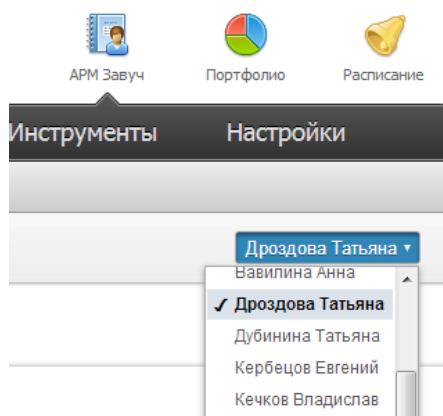 АРМ Завуч Портфолио Расписание
Инструменты Настройки
Дроздова Татьяна
Вавилина Анна
Дроздова Татьяна
Дубинина Татьяна
Кербецов Евгений
Кечков Владислав